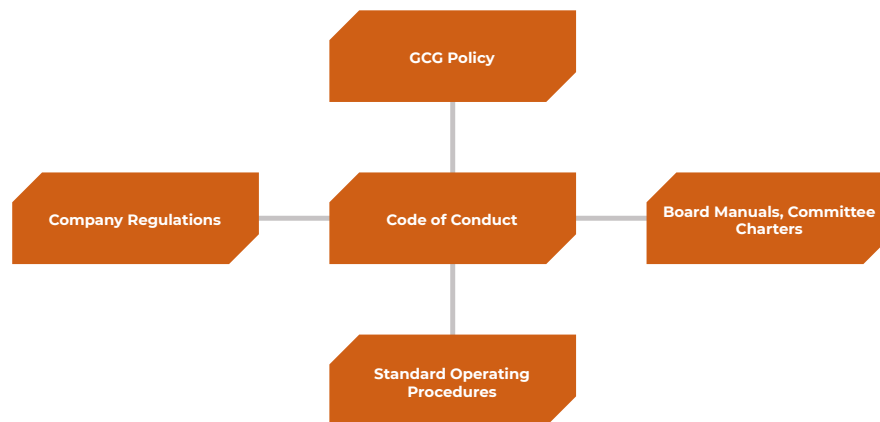 GCG Policy
Company Regulations
Code of Conduct
Board Manuals, Committee
Charters
Standard Operating
Procedures